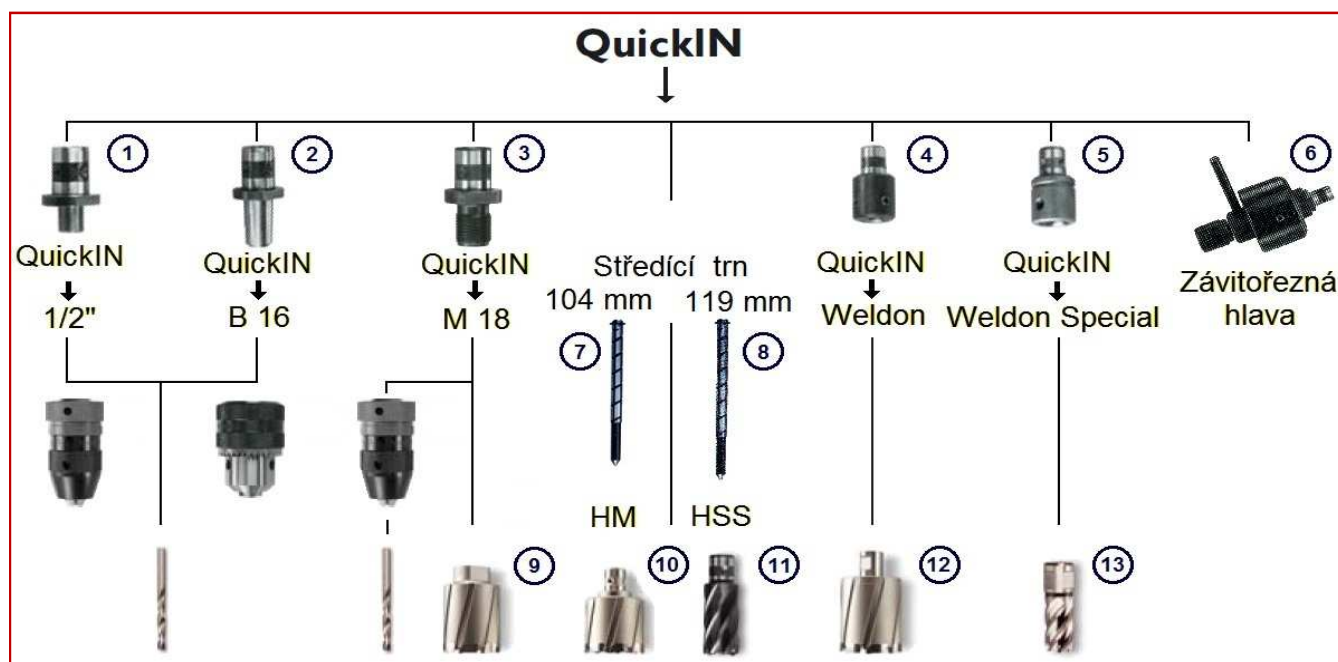 QuickIN
1
2
3
4
5
6
QuickIN
1/2"
QuickIN
B 16
QuickIN
M 18
Středící trn
104 mm 119 mm
7
8
QuickIN
Weldon
QuickIN
Weldon Special
Závitořezná
hlava
HM
HSS
9
10
11
12
13